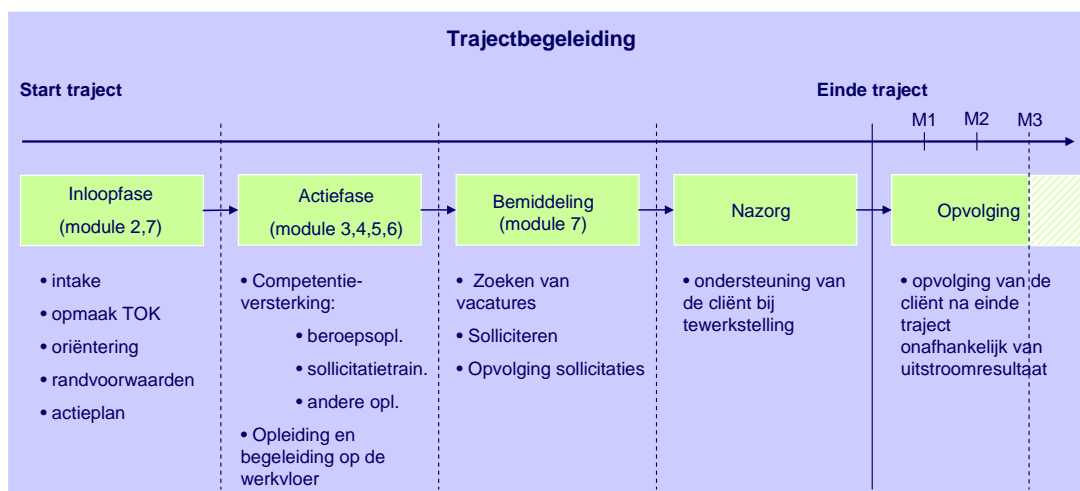 Trajectbegeleiding
Start traject
Einde traject
M1
M2
M3
Inloopfase
(module 2,7)
Actiefase
(module 3,4,5,6)
Bemiddeling
(module 7)
Nazorg
Opvolging
• intake
• opmaak TOK
• oriëntering
• randvoorwaarden
• actieplan
• Competentie-
versterking:
• beroepsopl.
• sollicitatietrain.
• andere opl.
• Opleiding en
begeleiding op de
werkvloer
• Zoeken van
vacatures
• Solliciteren
• Opvolging sollicitaties
• ondersteuning van
de cliënt bij
tewerkstelling
• opvolging van de
cliënt na einde
traject
onafhankelijk van
uitstroomresultaat